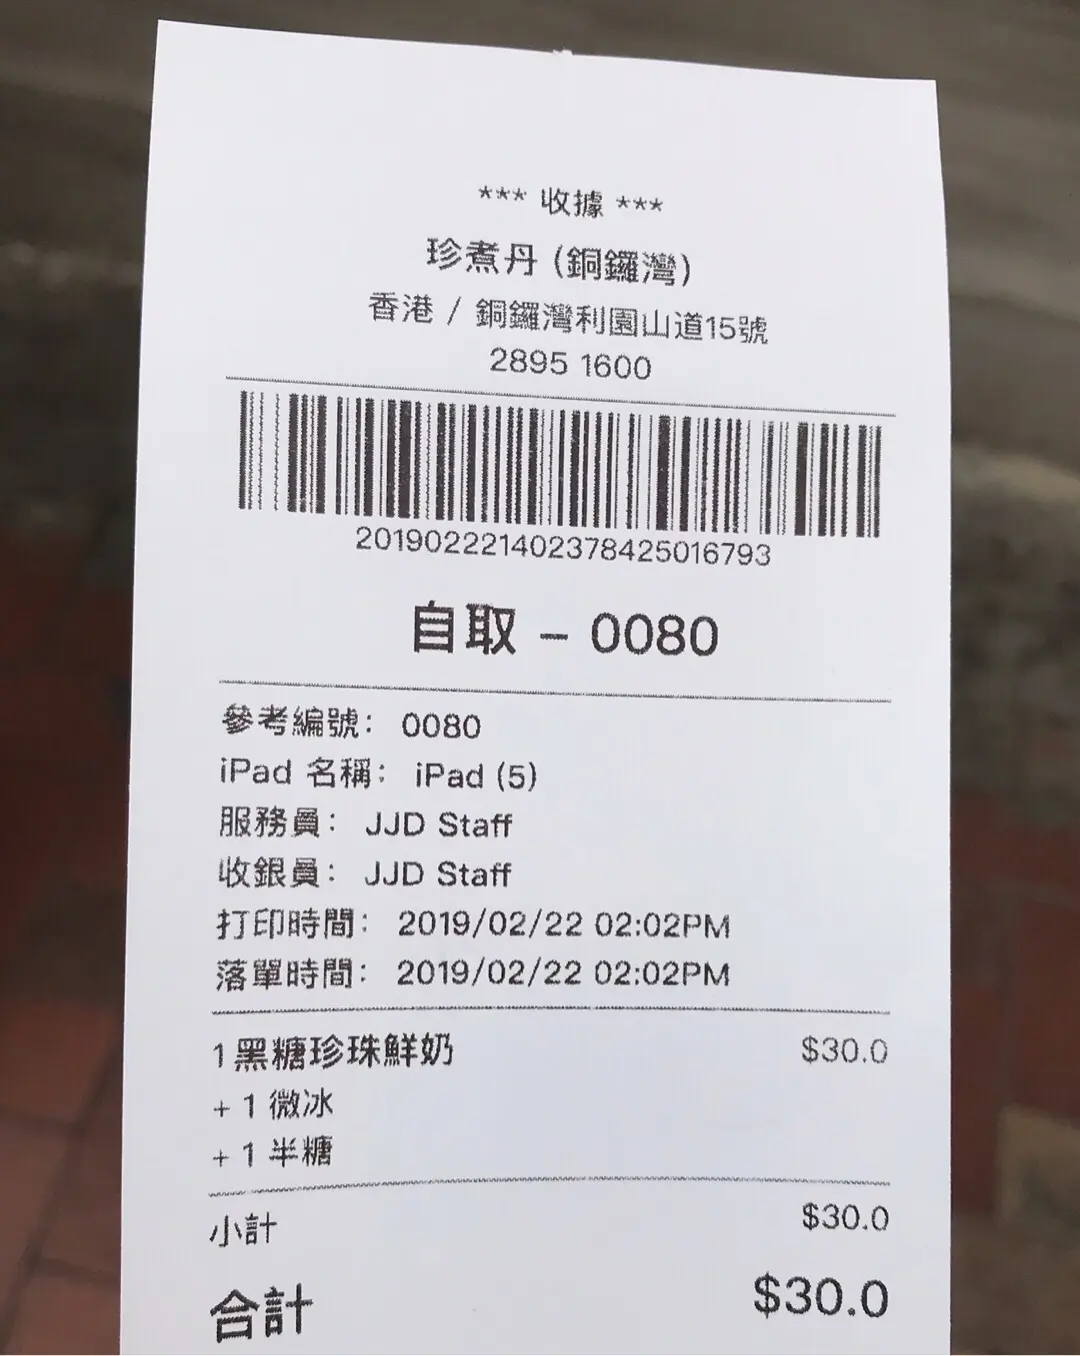 *** 收據 ***
珍煮丹 (銅鑼灣)
香港 / 銅鑼灣利園山道15號
2895 1600
201902221402378425016793
自取 – 0080
參考編號： 0080
iPad 名稱： iPad (5)
服務員： JJD Staff
收銀員： JJD Staff
打印時間： 2019/02/22 02:02PM
落單時間： 2019/02/22 02:02PM
1 黑糖珍珠鮮奶 $30.0
+ 1 微冰
+ 1 半糖
小計 $30.0
合計 $30.0